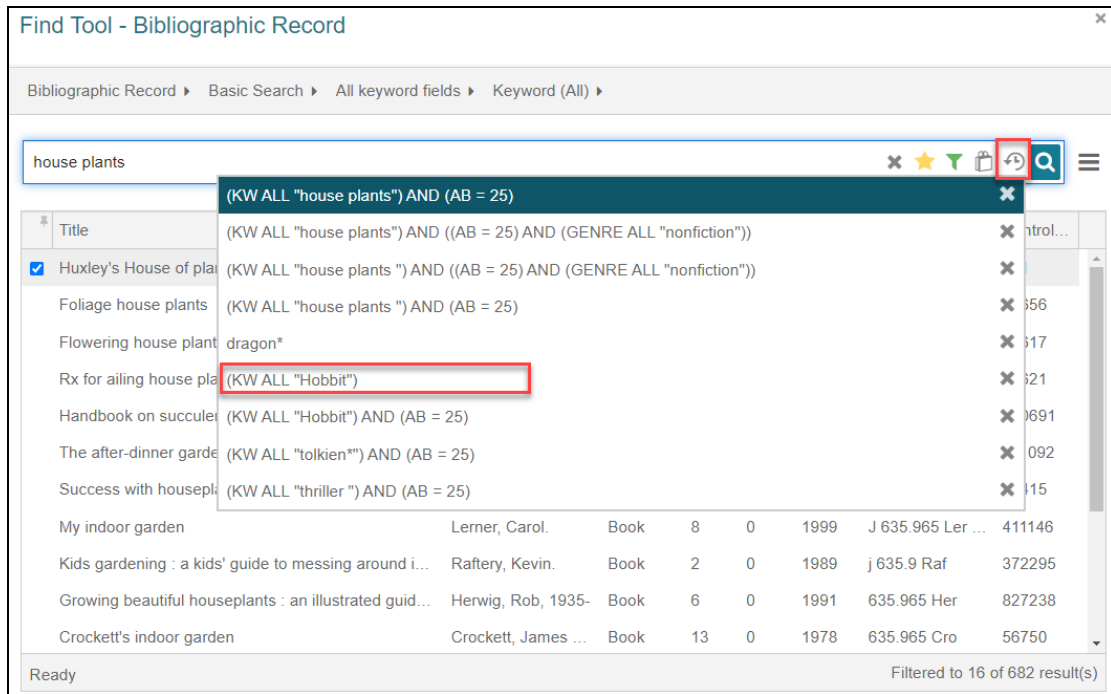 Find Tool - Bibliographic Record
Bibliographic Record Basic Search All keyword fields Keyword (All)
house plants
(KW ALL "house plants") AND (AB = 25)
Title ntrol...
(KW ALL "house plants") AND ((AB = 25) AND (GENRE ALL "nonfiction"))
Huxley's House of pla
(KW ALL "house plants ") AND ((AB = 25) AND (GENRE ALL "nonfiction"))
Foliage house plants (KW ALL "house plants ") AND (AB = 25) 656
Flowering house plant dragon* 617
Rx for ailing house pla (KW ALL "Hobbit") 621
Handbook on succule (KW ALL "Hobbit") AND (AB = 25) 0691
The after-dinner garde (KW ALL "tolkien*") AND (AB = 25) 092
Success with housepl (KW ALL "thriller ") AND (AB = 25) 415
My indoor garden Lerner, Carol. Book 8 0 1999 J 635.965 Ler ... 411146
Kids gardening : a kids' guide to messing around i... Raftery, Kevin. Book 2 0 1989 j 635.9 Raf 372295
Growing beautiful houseplants : an illustrated guid... Herwig, Rob, 1935- Book 6 0 1991 635.965 Her 827238
Crockett's indoor garden Crockett, James ... Book 13 0 1978 635.965 Cro 56750
Ready Filtered to 16 of 682 result(s)